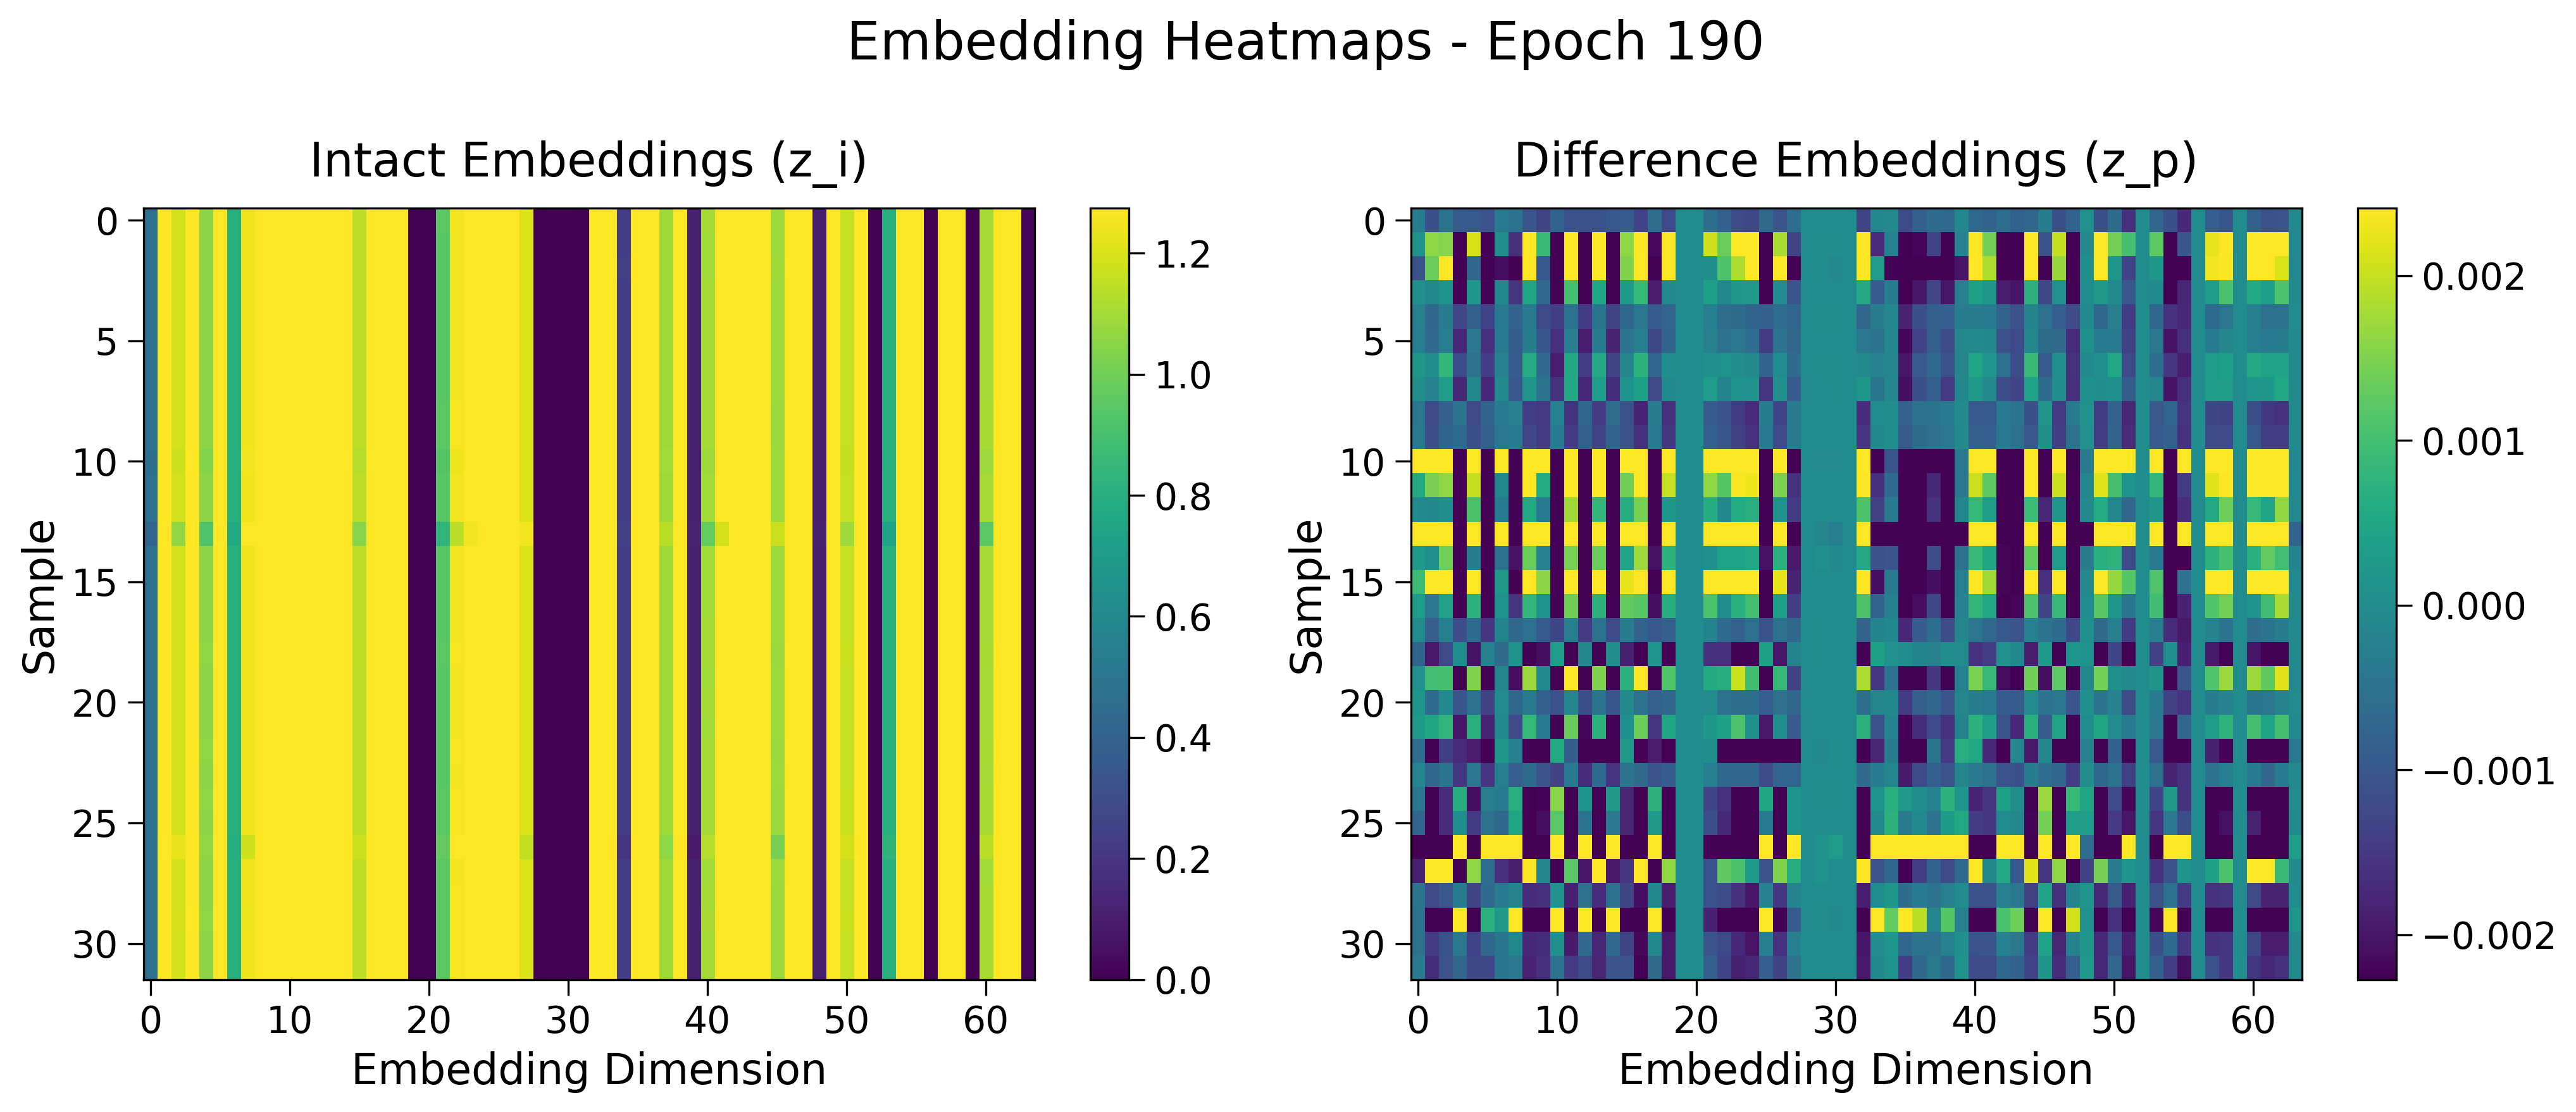 Embedding Heatmaps - Epoch 190
Intact Embeddings (z_i)
0
5
10
15
20
25
30
Sample
0 10 20 30 40 50 60
Embedding Dimension
1.2
1.0
0.8
0.6
0.4
0.2
0.0
Difference Embeddings (z_p)
0
5
10
15
20
25
30
Sample
0 10 20 30 40 50 60
Embedding Dimension
0.002
0.001
0.000
−0.001
−0.002